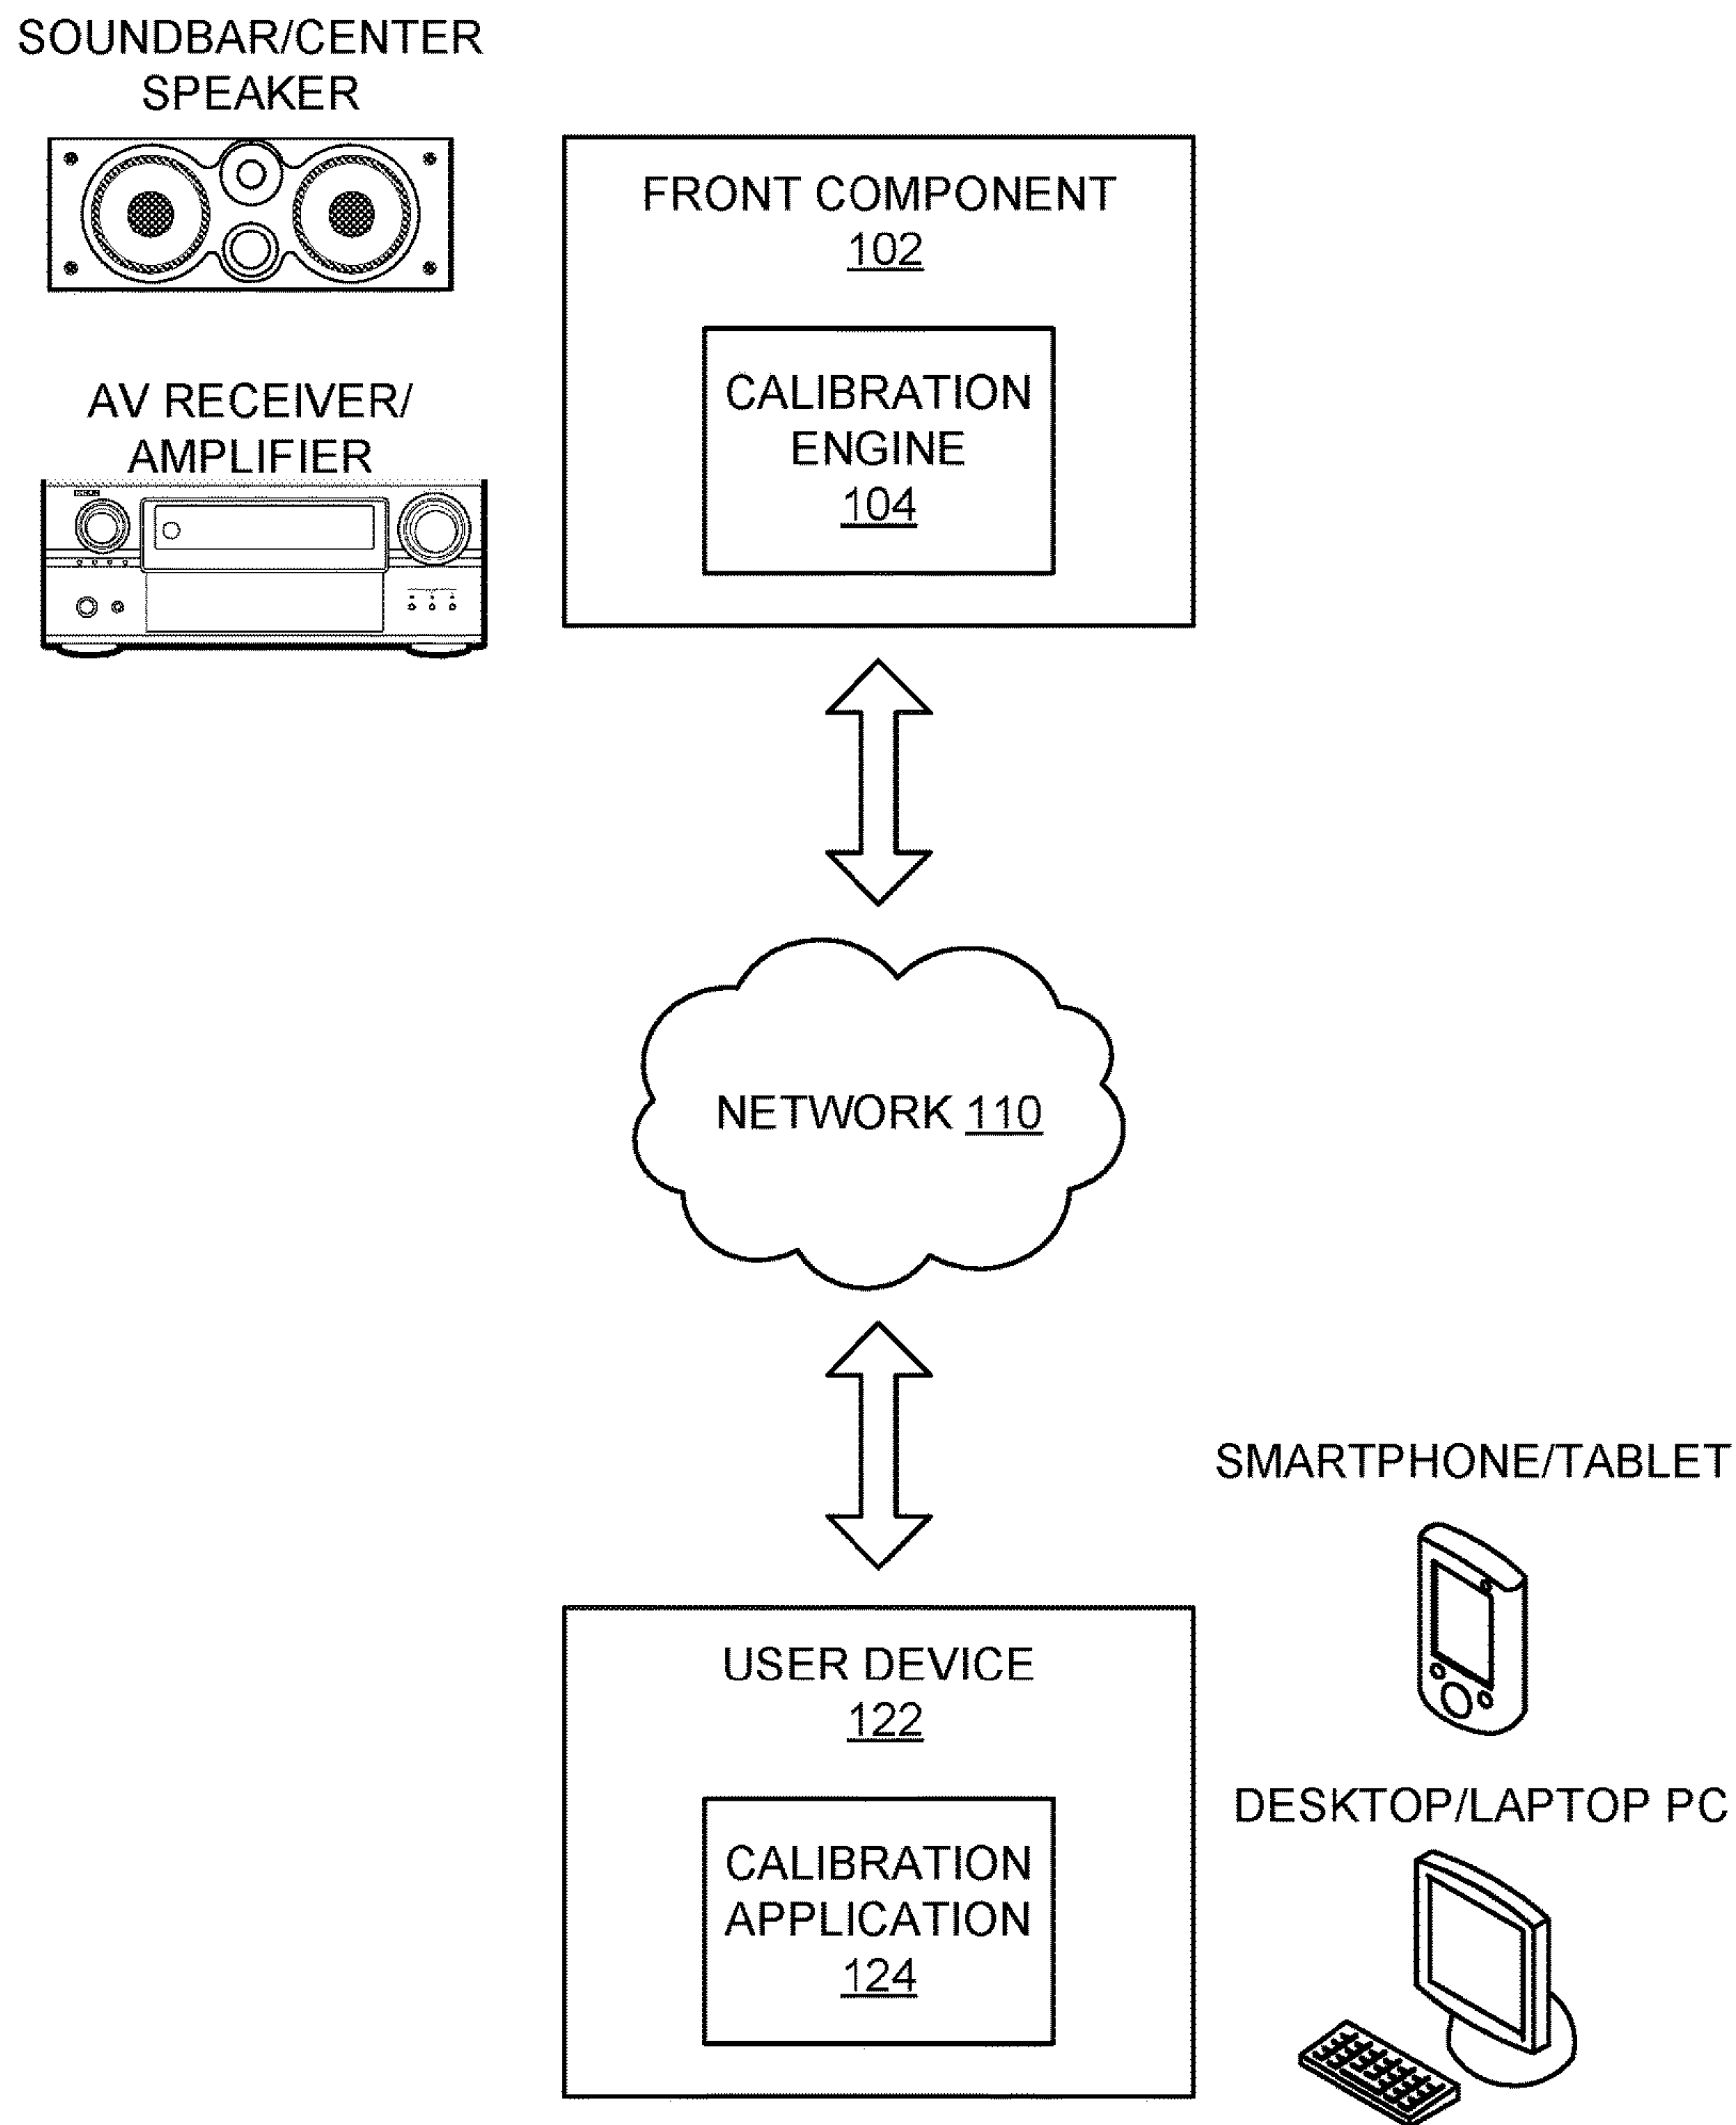 SOUNDBAR/CENTER
SPEAKER
FRONT COMPONENT
102
CALIBRATION
ENGINE
104
AV RECEIVER/
AMPLIFIER
NETWORK 110
SMARTPHONE/TABLET
USER DEVICE
122
DESKTOP/LAPTOP PC
CALIBRATION
APPLICATION
124